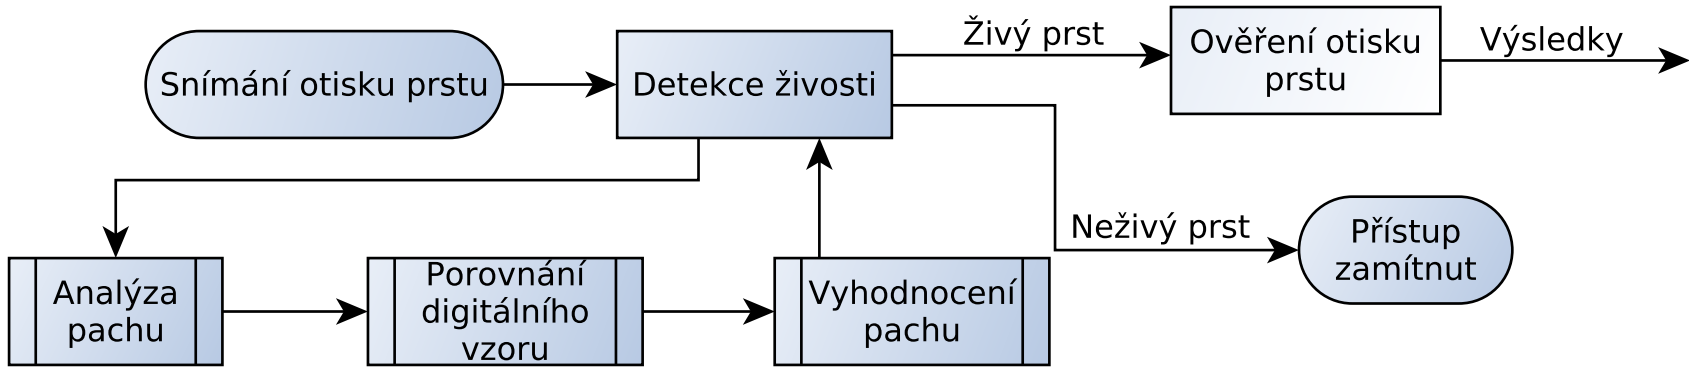 Snímání otisku prstu
Detekce živosti
Živý prst
Ověření otisku
prstu
Výsledky
Neživý prst
Přístup
zamítnut
Analýza
pachu
Porovnání
digitálního
vzoru
Vyhodnocení
pachu